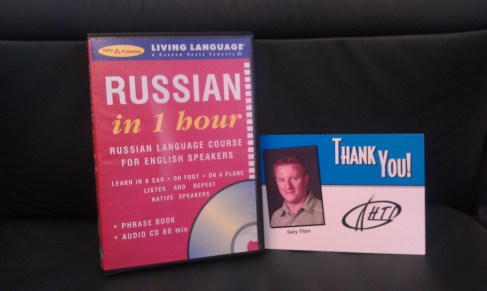 LIVING LANGUAGE®
A Random House Company
RUSSIAN
in 1 hour
RUSSIAN LANGUAGE COURSE
FOR ENGLISH SPEAKERS
LEARN IN A CAR • ON FOOT • ON A PLANE
LISTEN AND REPEAT
NATIVE SPEAKERS
• PHRASE BOOK
• AUDIO CD 60 min
THANK
YOU!
HTC